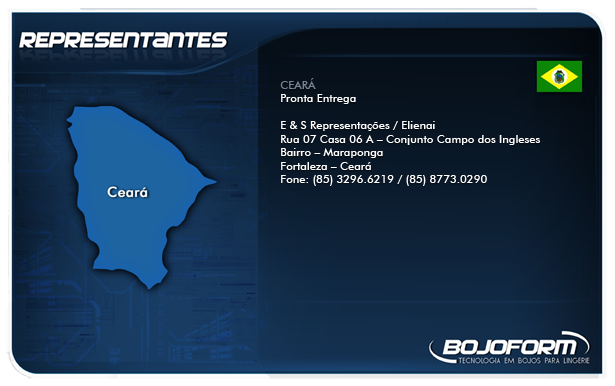 REPRESENTANTES
CEARÁ
Pronta Entrega
E & S Representações / Elienai
Rua 07 Casa 06 A – Conjunto Campo dos Ingleses
Bairro – Maraponga
Fortaleza – Ceará
Fone: (85) 3296.6219 / (85) 8773.0290
Ceará
BOJOFORM
TECNOLOGIA EM BOJOS PARA LINGERIE